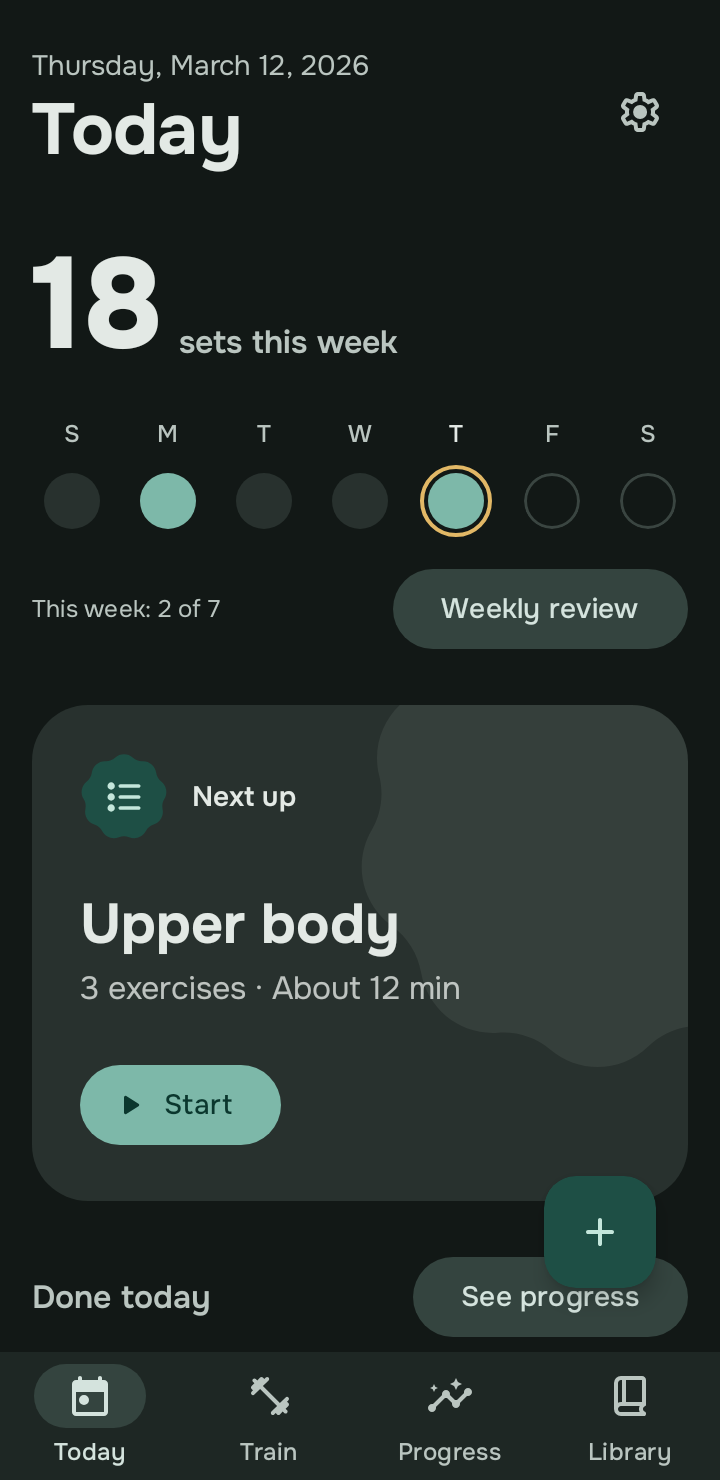 Thursday, March 12, 2026
Today
18 sets this week
S M T W T F S
This week: 2 of 7
Weekly review
Next up
Upper body
3 exercises · About 12 min
Start
Done today
See progress
Today
Train
Progress
Library